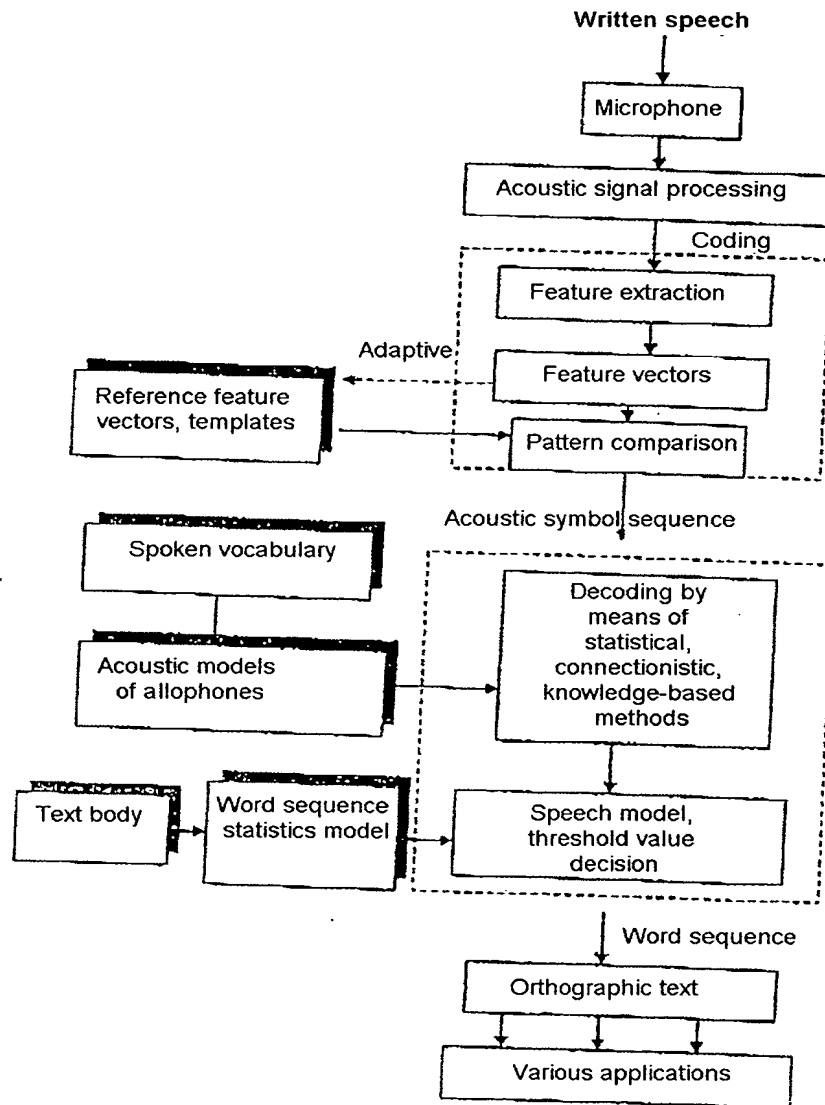 Written speech
Microphone
Acoustic signal processing
Coding
Feature extraction
Adaptive
Feature vectors
Reference feature
vectors, templates
Pattern comparison
Acoustic symbol sequence
Spoken vocabulary
Decoding by
means of
statistical,
connectionistic,
knowledge-based
methods
Acoustic models
of allophones
Text body
Word sequence
statistics model
Speech model,
threshold value
decision
Word sequence
Orthographic text
Various applications